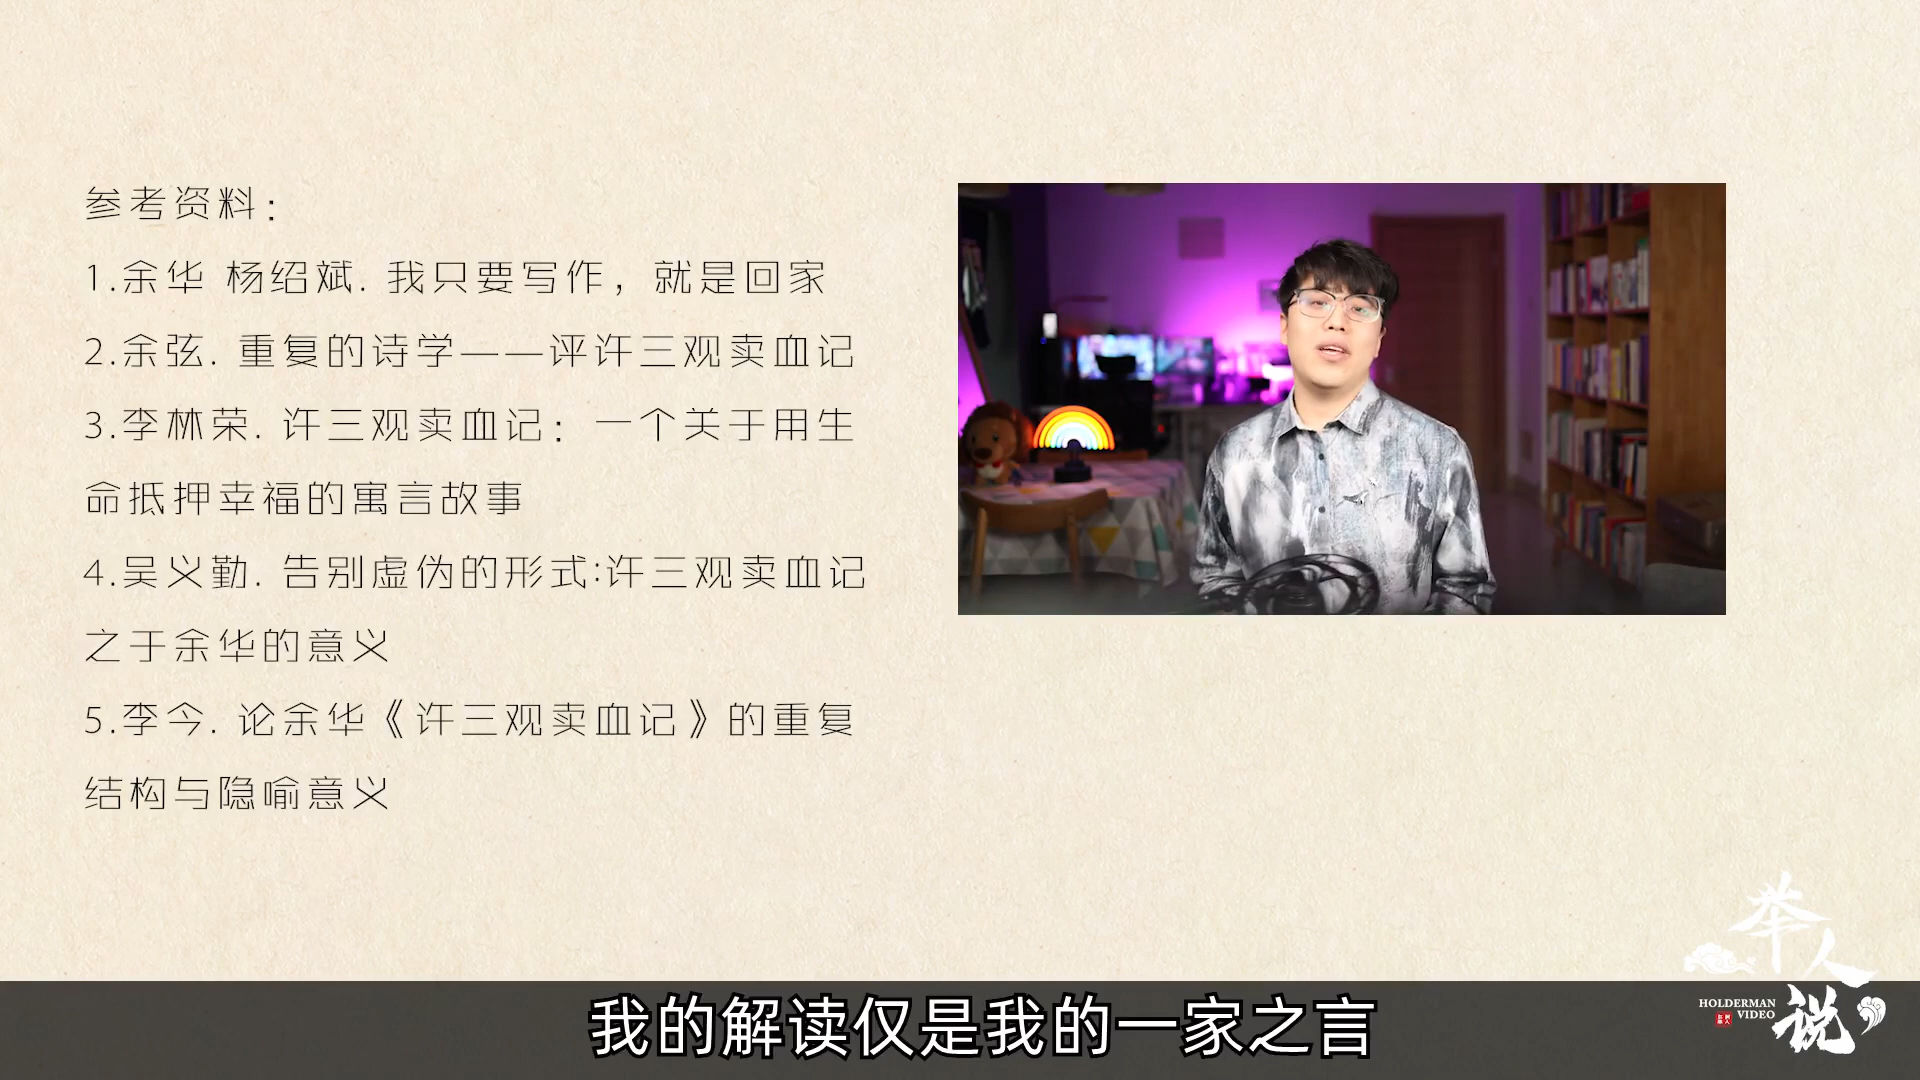 参考资料：
1.余华 杨绍斌. 我只要写作，就是回家
2.余弦. 重复的诗学——评许三观卖血记
3.李林荣. 许三观卖血记：一个关于用生
命抵押幸福的寓言故事
4.吴义勤. 告别虚伪的形式:许三观卖血记
之于余华的意义
5.李今. 论余华《许三观卖血记》的重复
结构与隐喻意义
举人说
HOLDERMAN
VIDEO
我的解读仅是我的一家之言